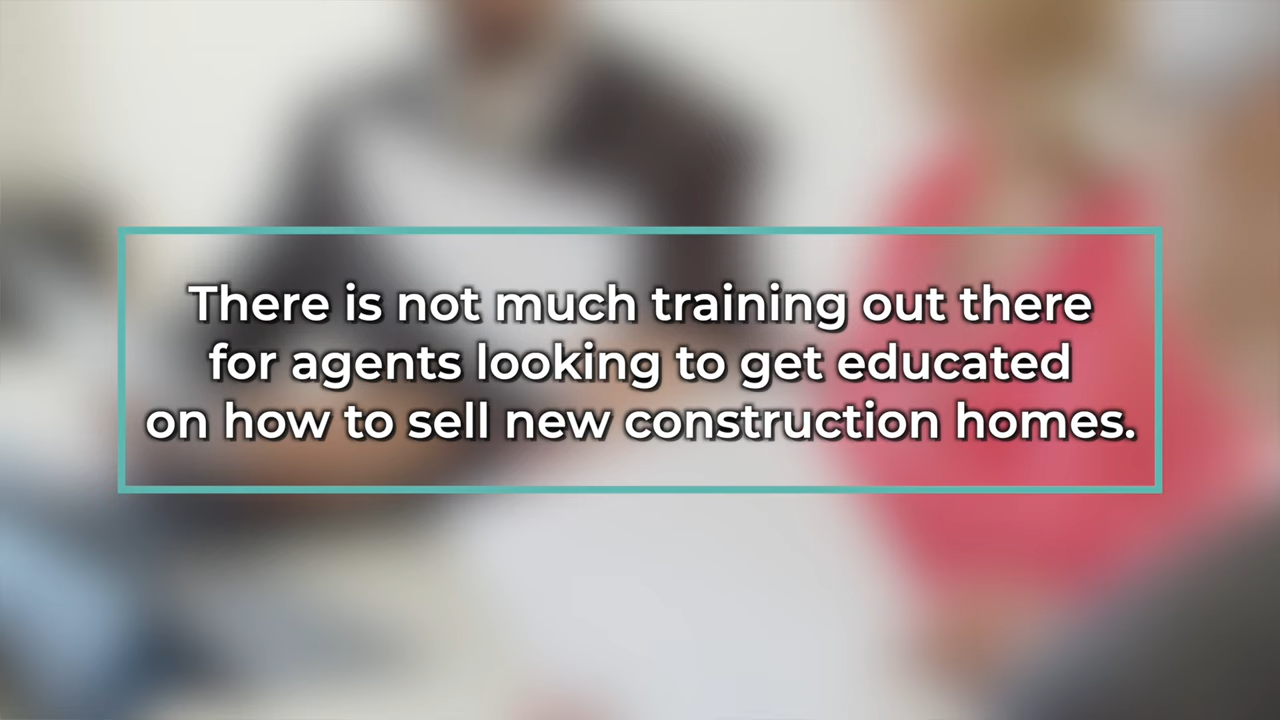 There is not much training out there
for agents looking to get educated
on how to sell new construction homes.